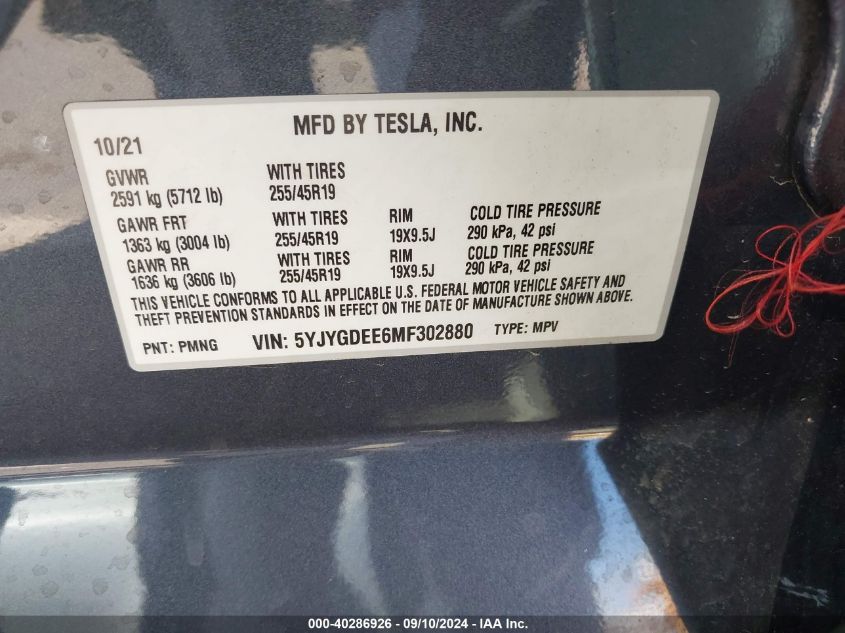 MFD BY TESLA, INC.
10/21
GVWR WITH TIRES
2591 kg (5712 lb) 255/45R19
GAWR FRT WITH TIRES RIM COLD TIRE PRESSURE
1363 kg (3004 lb) 255/45R19 19X9.5J 290 kPa, 42 psi
GAWR RR WITH TIRES RIM COLD TIRE PRESSURE
1636 kg (3606 lb) 255/45R19 19X9.5J 290 kPa, 42 psi
THIS VEHICLE CONFORMS TO ALL APPLICABLE U.S. FEDERAL MOTOR VEHICLE SAFETY AND
THEFT PREVENTION STANDARDS IN EFFECT ON THE DATE OF MANUFACTURE SHOWN ABOVE.
PNT: PMNG VIN: 5YJYGDEE6MF302880 TYPE: MPV
000-40286926 - 09/10/2024 - IAA Inc.